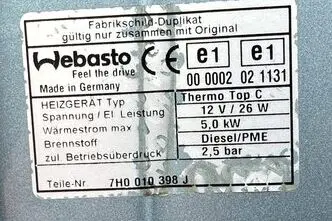 Fabrikschild-Duplikat
gültig nur zusammen mit Original
Webasto CE e1 e1
Feel the drive 00 0002 02 1131
Made in Germany
HEIZGERÄT Typ Thermo Top C
Spannung / El. Leistung 12 V / 26 W
Wärmestrom max 5,0 kW
Brennstoff Diesel/PME
zul. Betriebsüberdruck 2,5 bar
Teile-Nr 7H0 010 398 J